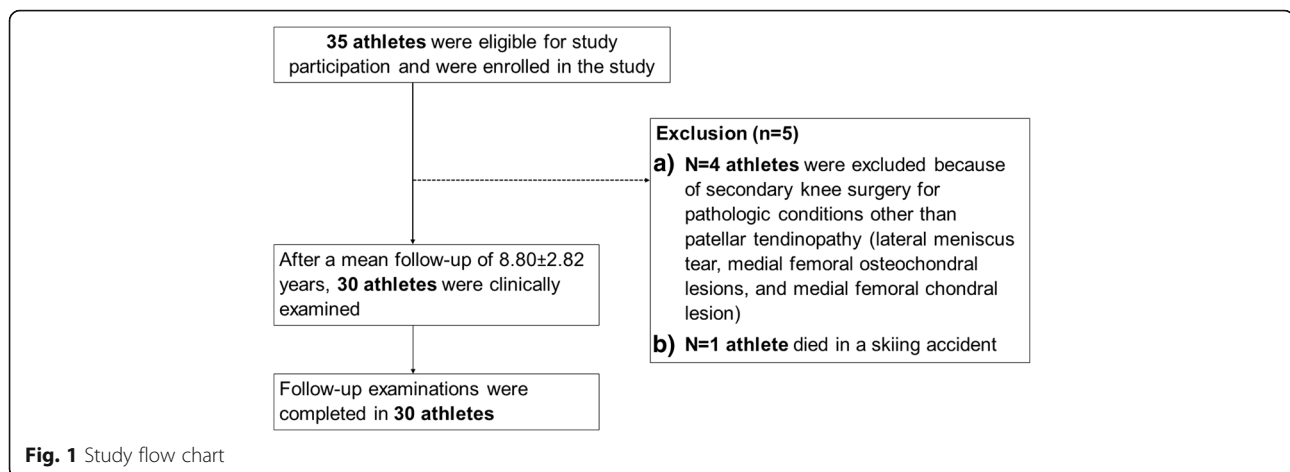 35 athletes were eligible for study
participation and were enrolled in the study
Exclusion (n=5)
a) N=4 athletes were excluded because
of secondary knee surgery for
pathologic conditions other than
patellar tendinopathy (lateral meniscus
tear, medial femoral osteochondral
lesions, and medial femoral chondral
lesion)
b) N=1 athlete died in a skiing accident
After a mean follow-up of 8.80±2.82
years, 30 athletes were clinically
examined
Follow-up examinations were
completed in 30 athletes
Fig. 1 Study flow chart